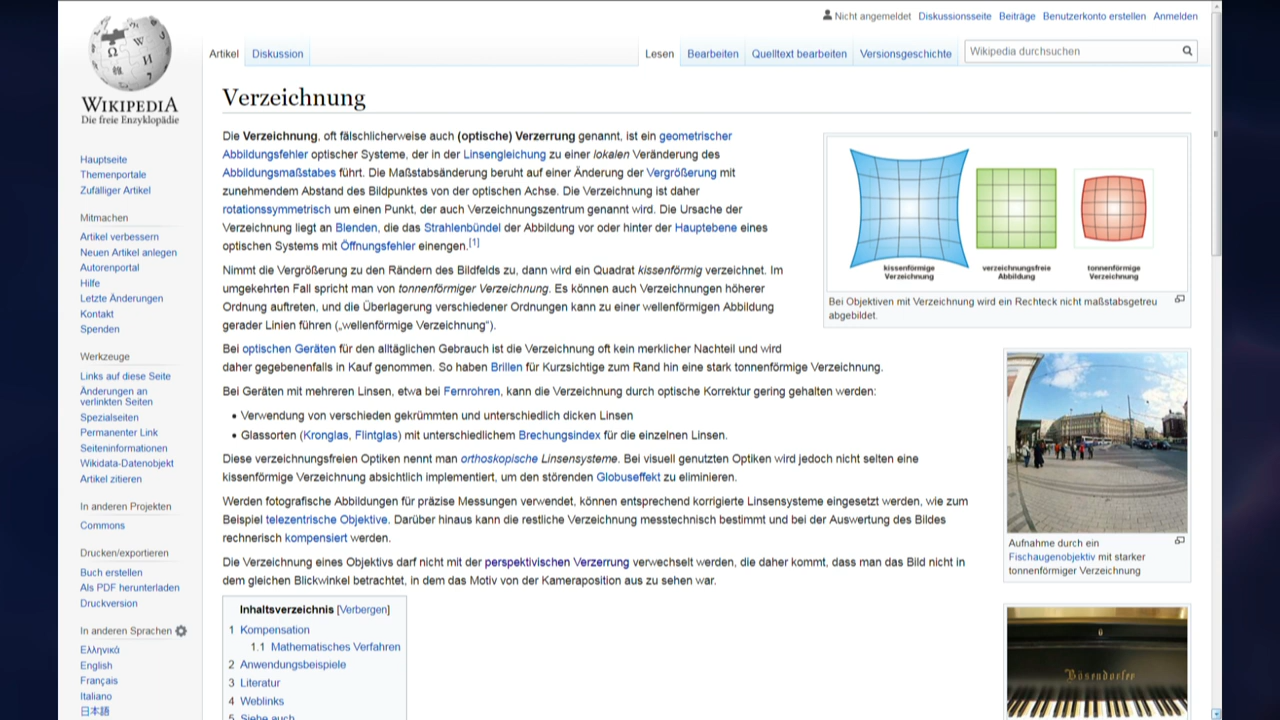 Nicht angemeldet Diskussionsseite Beiträge Benutzerkonto erstellen Anmelden
Artikel Diskussion Lesen Bearbeiten Quelltext bearbeiten Versionsgeschichte Wikipedia durchsuchen
WIKIPEDIA
Die freie Enzyklopädie
Hauptseite
Themenportale
Zufälliger Artikel
Mitmachen
Artikel verbessern
Neuen Artikel anlegen
Autorenportal
Hilfe
Letzte Änderungen
Kontakt
Spenden
Werkzeuge
Links auf diese Seite
Änderungen an
verlinkten Seiten
Spezialseiten
Permanenter Link
Seiteninformationen
Wikidata-Datenobjekt
Artikel zitieren
In anderen Projekten
Commons
Drucken/exportieren
Buch erstellen
Als PDF herunterladen
Druckversion
In anderen Sprachen
Ελληνικά
English
Français
Italiano
日本語
Verzeichnung
Die Verzeichnung, oft fälschlicherweise auch (optische) Verzerrung genannt, ist ein geometrischer
Abbildungsfehler optischer Systeme, der in der Linsengleichung zu einer lokalen Veränderung des
Abbildungsmaßstabes führt. Die Maßstabsänderung beruht auf einer Änderung der Vergrößerung mit
zunehmendem Abstand des Bildpunktes von der optischen Achse. Die Verzeichnung ist daher
rotationssymmetrisch um einen Punkt, der auch Verzeichnungszentrum genannt wird. Die Ursache der
Verzeichnung liegt an Blenden, die das Strahlenbündel der Abbildung vor oder hinter der Hauptebene eines
optischen Systems mit Öffnungsfehler einengen.[1]
Nimmt die Vergrößerung zu den Rändern des Bildfelds zu, dann wird ein Quadrat kissenförmig verzeichnet. Im
umgekehrten Fall spricht man von tonnenförmiger Verzeichnung. Es können auch Verzeichnungen höherer
Ordnung auftreten, und die Überlagerung verschiedener Ordnungen kann zu einer wellenförmigen Abbildung
gerader Linien führen („wellenförmige Verzeichnung“).
Bei optischen Geräten für den alltäglichen Gebrauch ist die Verzeichnung oft kein merklicher Nachteil und wird
daher gegebenenfalls in Kauf genommen. So haben Brillen für Kurzsichtige zum Rand hin eine stark tonnenförmige Verzeichnung.
Bei Geräten mit mehreren Linsen, etwa bei Fernrohren, kann die Verzeichnung durch optische Korrektur gering gehalten werden:
• Verwendung von verschieden gekrümmten und unterschiedlich dicken Linsen
• Glassorten (Kronglas, Flintglas) mit unterschiedlichem Brechungsindex für die einzelnen Linsen.
Diese verzeichnungsfreien Optiken nennt man orthoskopische Linsensysteme. Bei visuell genutzten Optiken wird jedoch nicht selten eine
kissenförmige Verzeichnung absichtlich implementiert, um den störenden Globuseffekt zu eliminieren.
Werden fotografische Abbildungen für präzise Messungen verwendet, können entsprechend korrigierte Linsensysteme eingesetzt werden, wie zum
Beispiel telezentrische Objektive. Darüber hinaus kann die restliche Verzeichnung messtechnisch bestimmt und bei der Auswertung des Bildes
rechnerisch kompensiert werden.
Die Verzeichnung eines Objektivs darf nicht mit der perspektivischen Verzerrung verwechselt werden, die daher kommt, dass man das Bild nicht in
dem gleichen Blickwinkel betrachtet, in dem das Motiv von der Kameraposition aus zu sehen war.
Inhaltsverzeichnis [Verbergen]
1 Kompensation
1.1 Mathematisches Verfahren
2 Anwendungsbeispiele
3 Literatur
4 Weblinks
5 Siehe auch
kissenförmige Verzeichnung
verzeichnungsfreie Abbildung
tonnenförmige Verzeichnung
Bei Objektiven mit Verzeichnung wird ein Rechteck nicht maßstabsgetreu
abgebildet.
Aufnahme durch ein
Fischaugenobjektiv mit starker
tonnenförmiger Verzeichnung
Bösendorfer